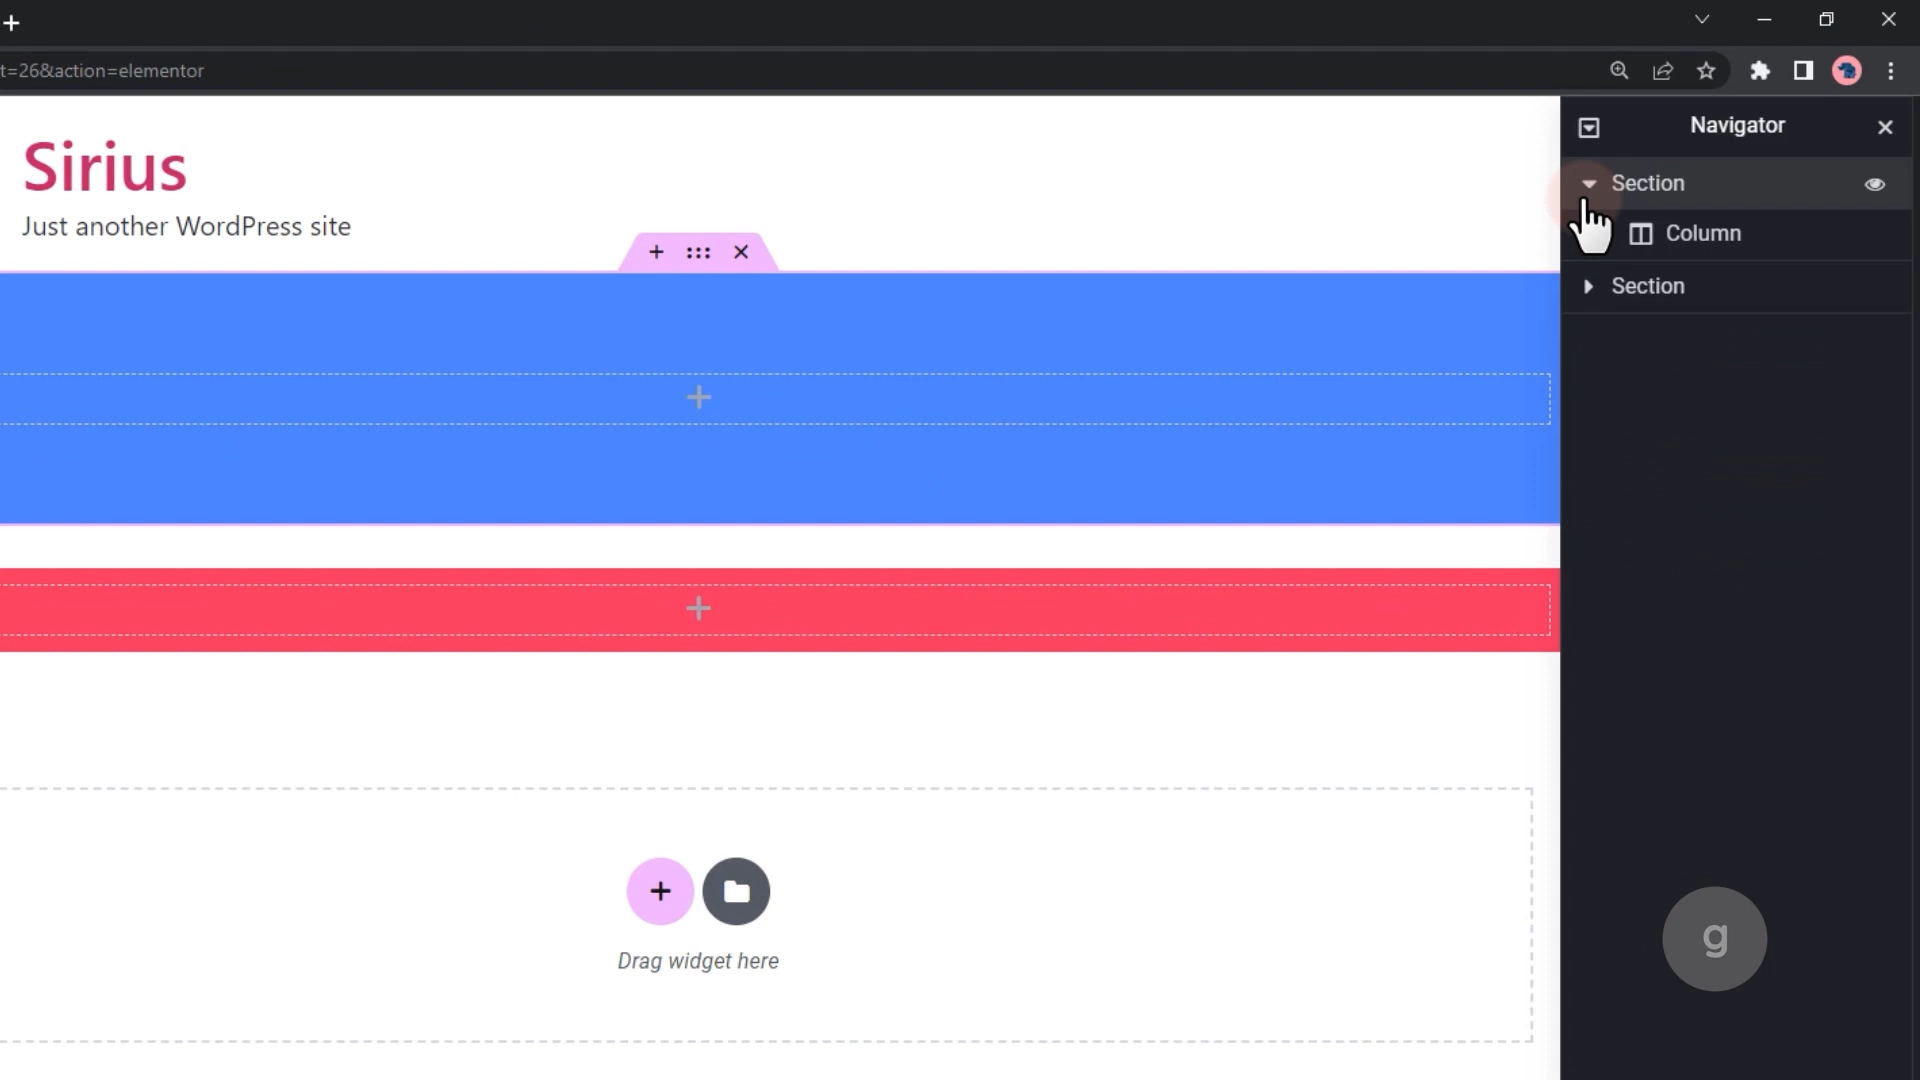 t=26&action=elementor
Navigator
Sirius
Section
Just another WordPress site
Column
Section
Drag widget here
g